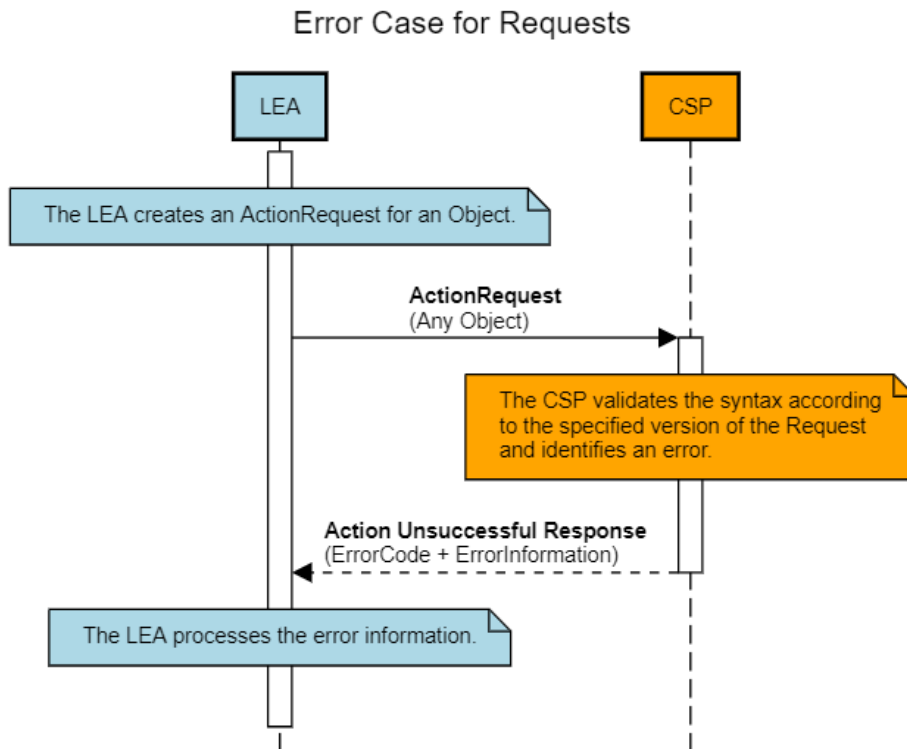 Error Case for Requests
LEA
CSP
The LEA creates an ActionRequest for an Object.
ActionRequest
(Any Object)
The CSP validates the syntax according
to the specified version of the Request
and identifies an error.
Action Unsuccessful Response
(ErrorCode + ErrorInformation)
The LEA processes the error information.